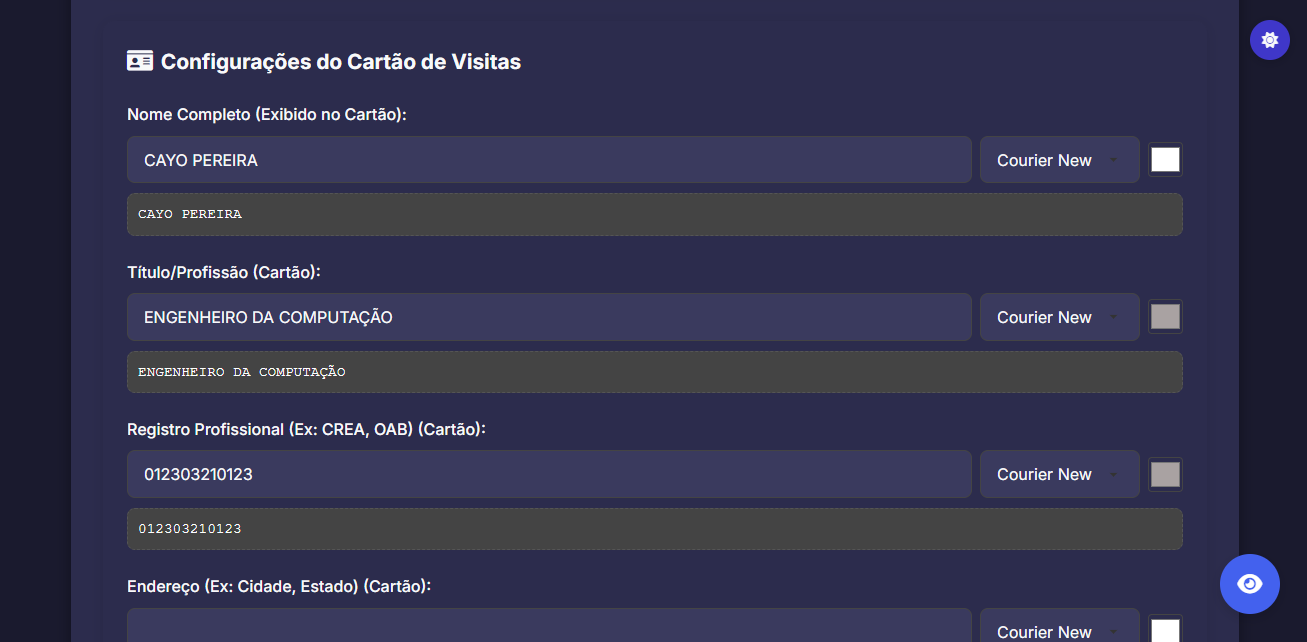 Configurações do Cartão de Visitas
Nome Completo (Exibido no Cartão):
CAYO PEREIRA
Courier New
CAYO PEREIRA
Título/Profissão (Cartão):
ENGENHEIRO DA COMPUTAÇÃO
Courier New
ENGENHEIRO DA COMPUTAÇÃO
Registro Profissional (Ex: CREA, OAB) (Cartão):
012303210123
Courier New
012303210123
Endereço (Ex: Cidade, Estado) (Cartão):
Courier New